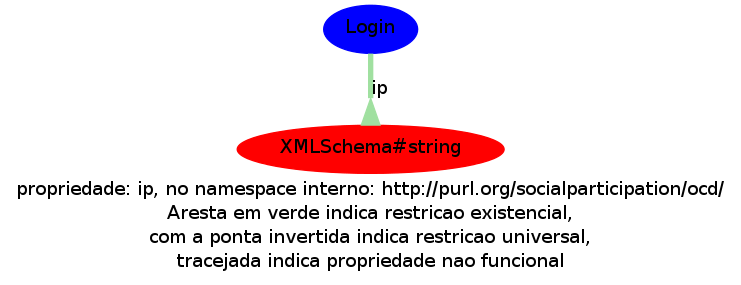 Login
ip
XMLSchema#string
propriedade: ip, no namespace interno: http://purl.org/socialparticipation/ocd/
Aresta em verde indica restricao existencial,
com a ponta invertida indica restricao universal,
tracejada indica propriedade nao funcional